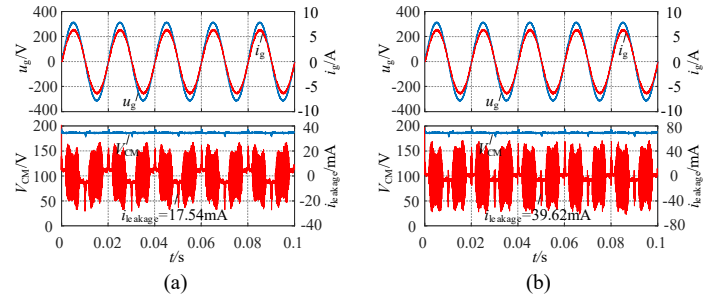 400
200
0
-200
-400
u_g/V
10
5
0
-5
-10
i_g/A
i_g
u_g
200
150
100
50
0
V_CM/V
40
20
0
-20
-40
i_leakage/mA
V_CM
i_leakage=17.54mA
0 0.02 0.04 0.06 0.08 0.1
t/s
(a)
400
200
0
-200
-400
u_g/V
10
5
0
-5
-10
i_g/A
i_g
u_g
200
150
100
50
0
V_CM/V
80
40
0
-40
-80
i_leakage/mA
V_CM
i_leakage=39.62mA
0 0.02 0.04 0.06 0.08 0.1
t/s
(b)